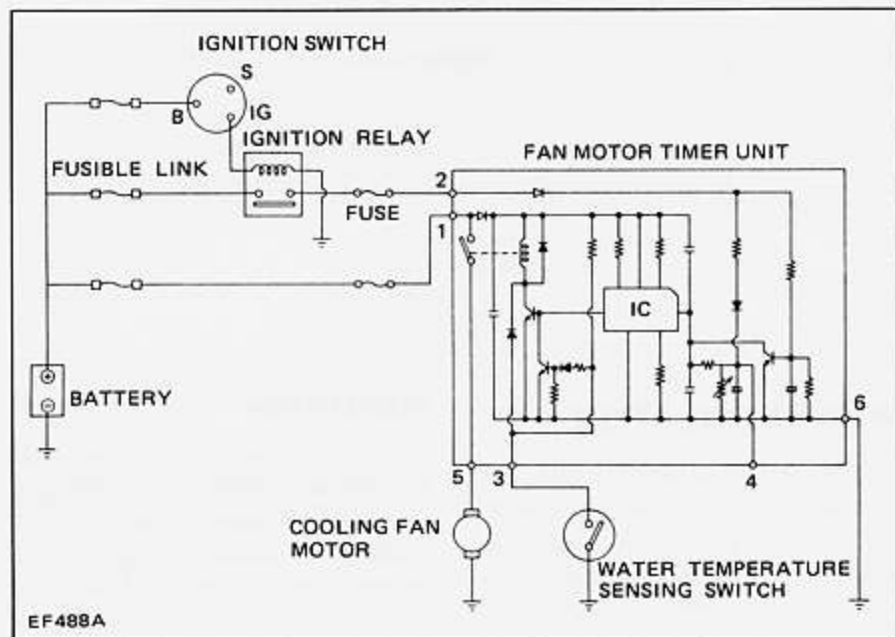 IGNITION SWITCH
S
B
IG
IGNITION RELAY
FUSIBLE LINK
FUSE
FAN MOTOR TIMER UNIT
2
1
IC
BATTERY
6
5
3
4
COOLING FAN
MOTOR
WATER TEMPERATURE
SENSING SWITCH
EF488A